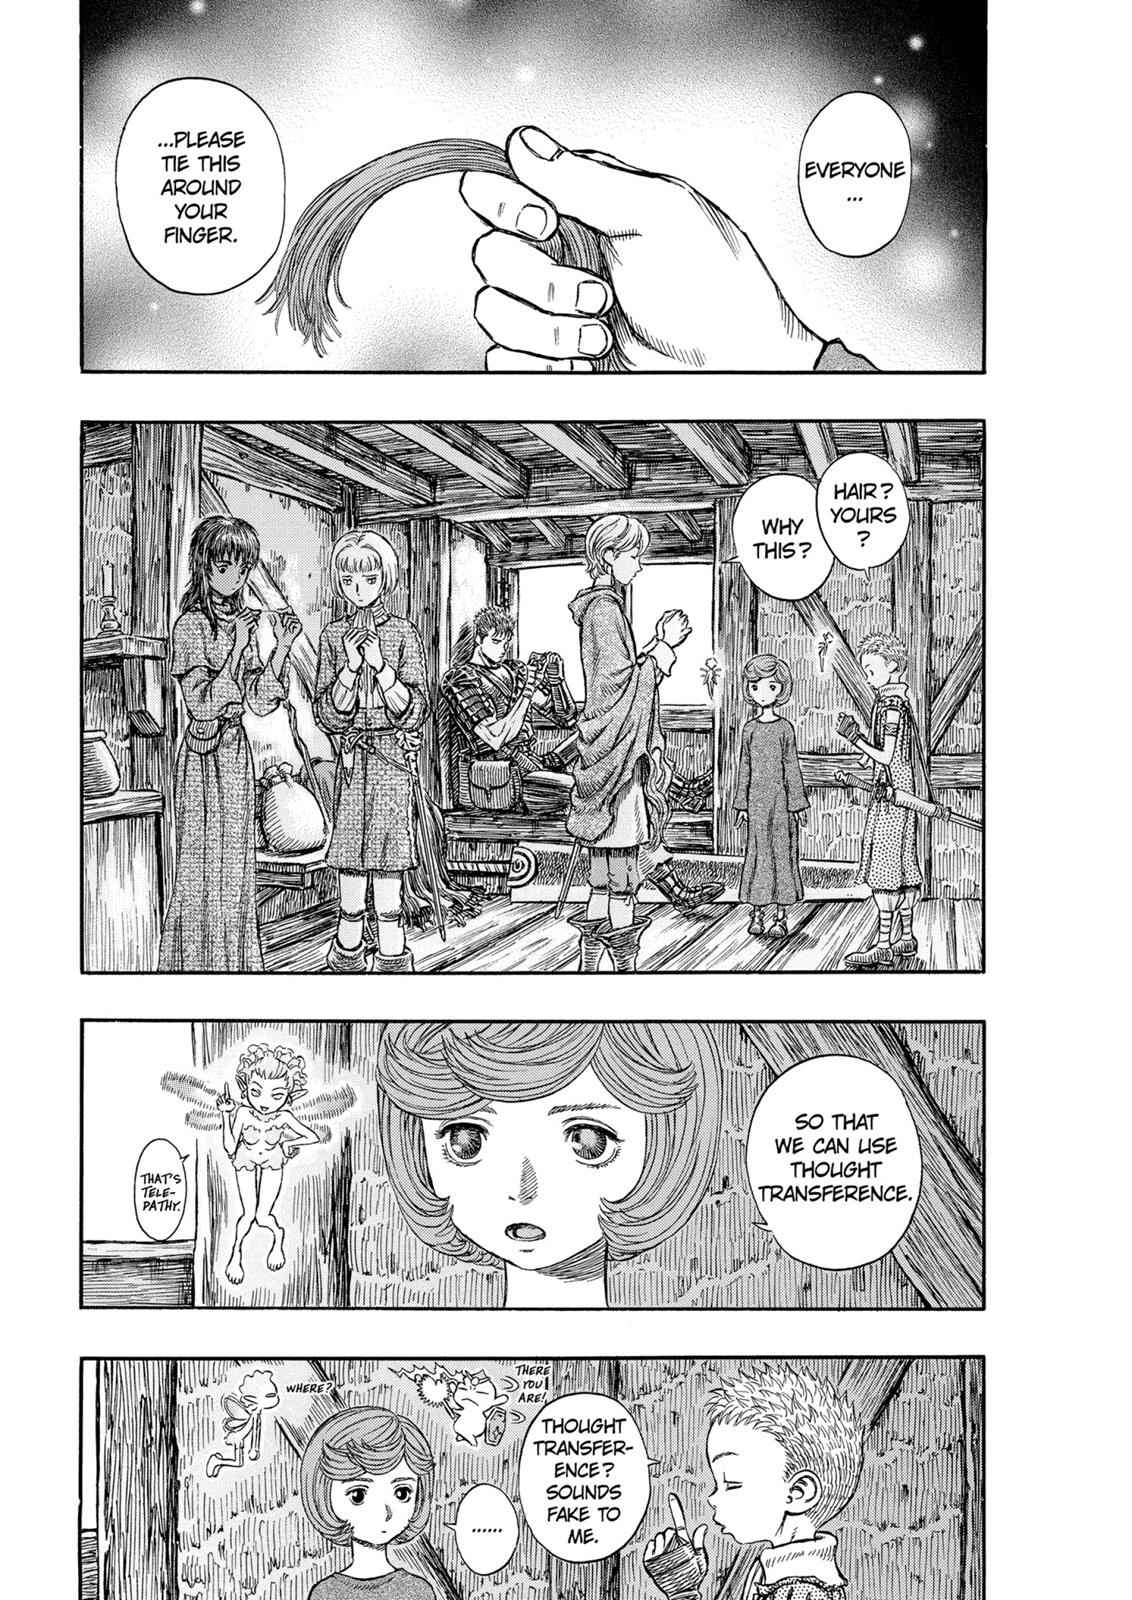 EVERYONE
...
...PLEASE
TIE THIS
AROUND
YOUR
FINGER.
HAIR?
YOURS
?
WHY
THIS?
SO THAT
WE CAN USE
THOUGHT
TRANSFERENCE.
THAT'S
TELE-
PATHY.
THERE
YOU
ARE!
WHERE?
THOUGHT
TRANSFER-
ENCE?
SOUNDS
FAKE TO
ME.
......